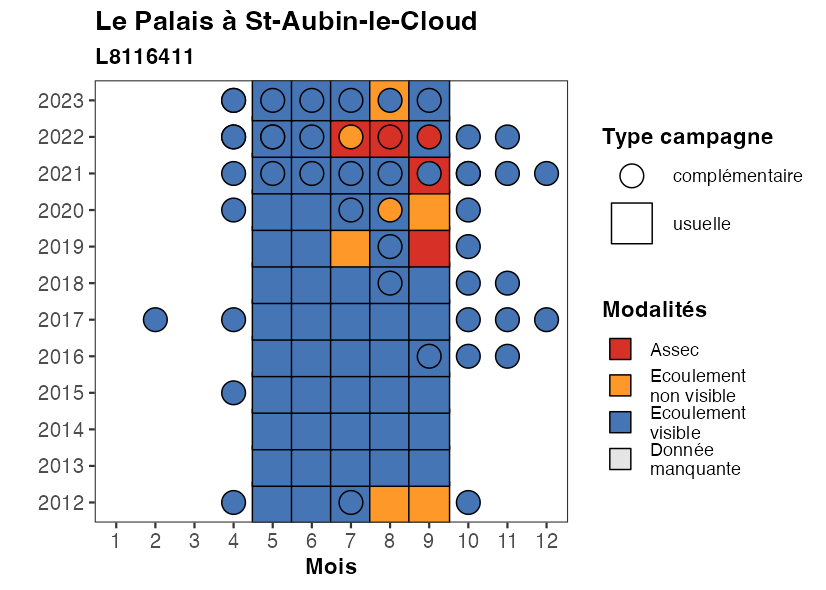 Le Palais à St-Aubin-le-Cloud
L8116411
2023
2022
2021
2020
2019
2018
2017
2016
2015
2014
2013
2012
1 2 3 4 5 6 7 8 9 10 11 12
Mois
Type campagne
complémentaire
usuelle
Modalités
Assec
Ecoulement
non visible
Ecoulement
visible
Donnée
manquante